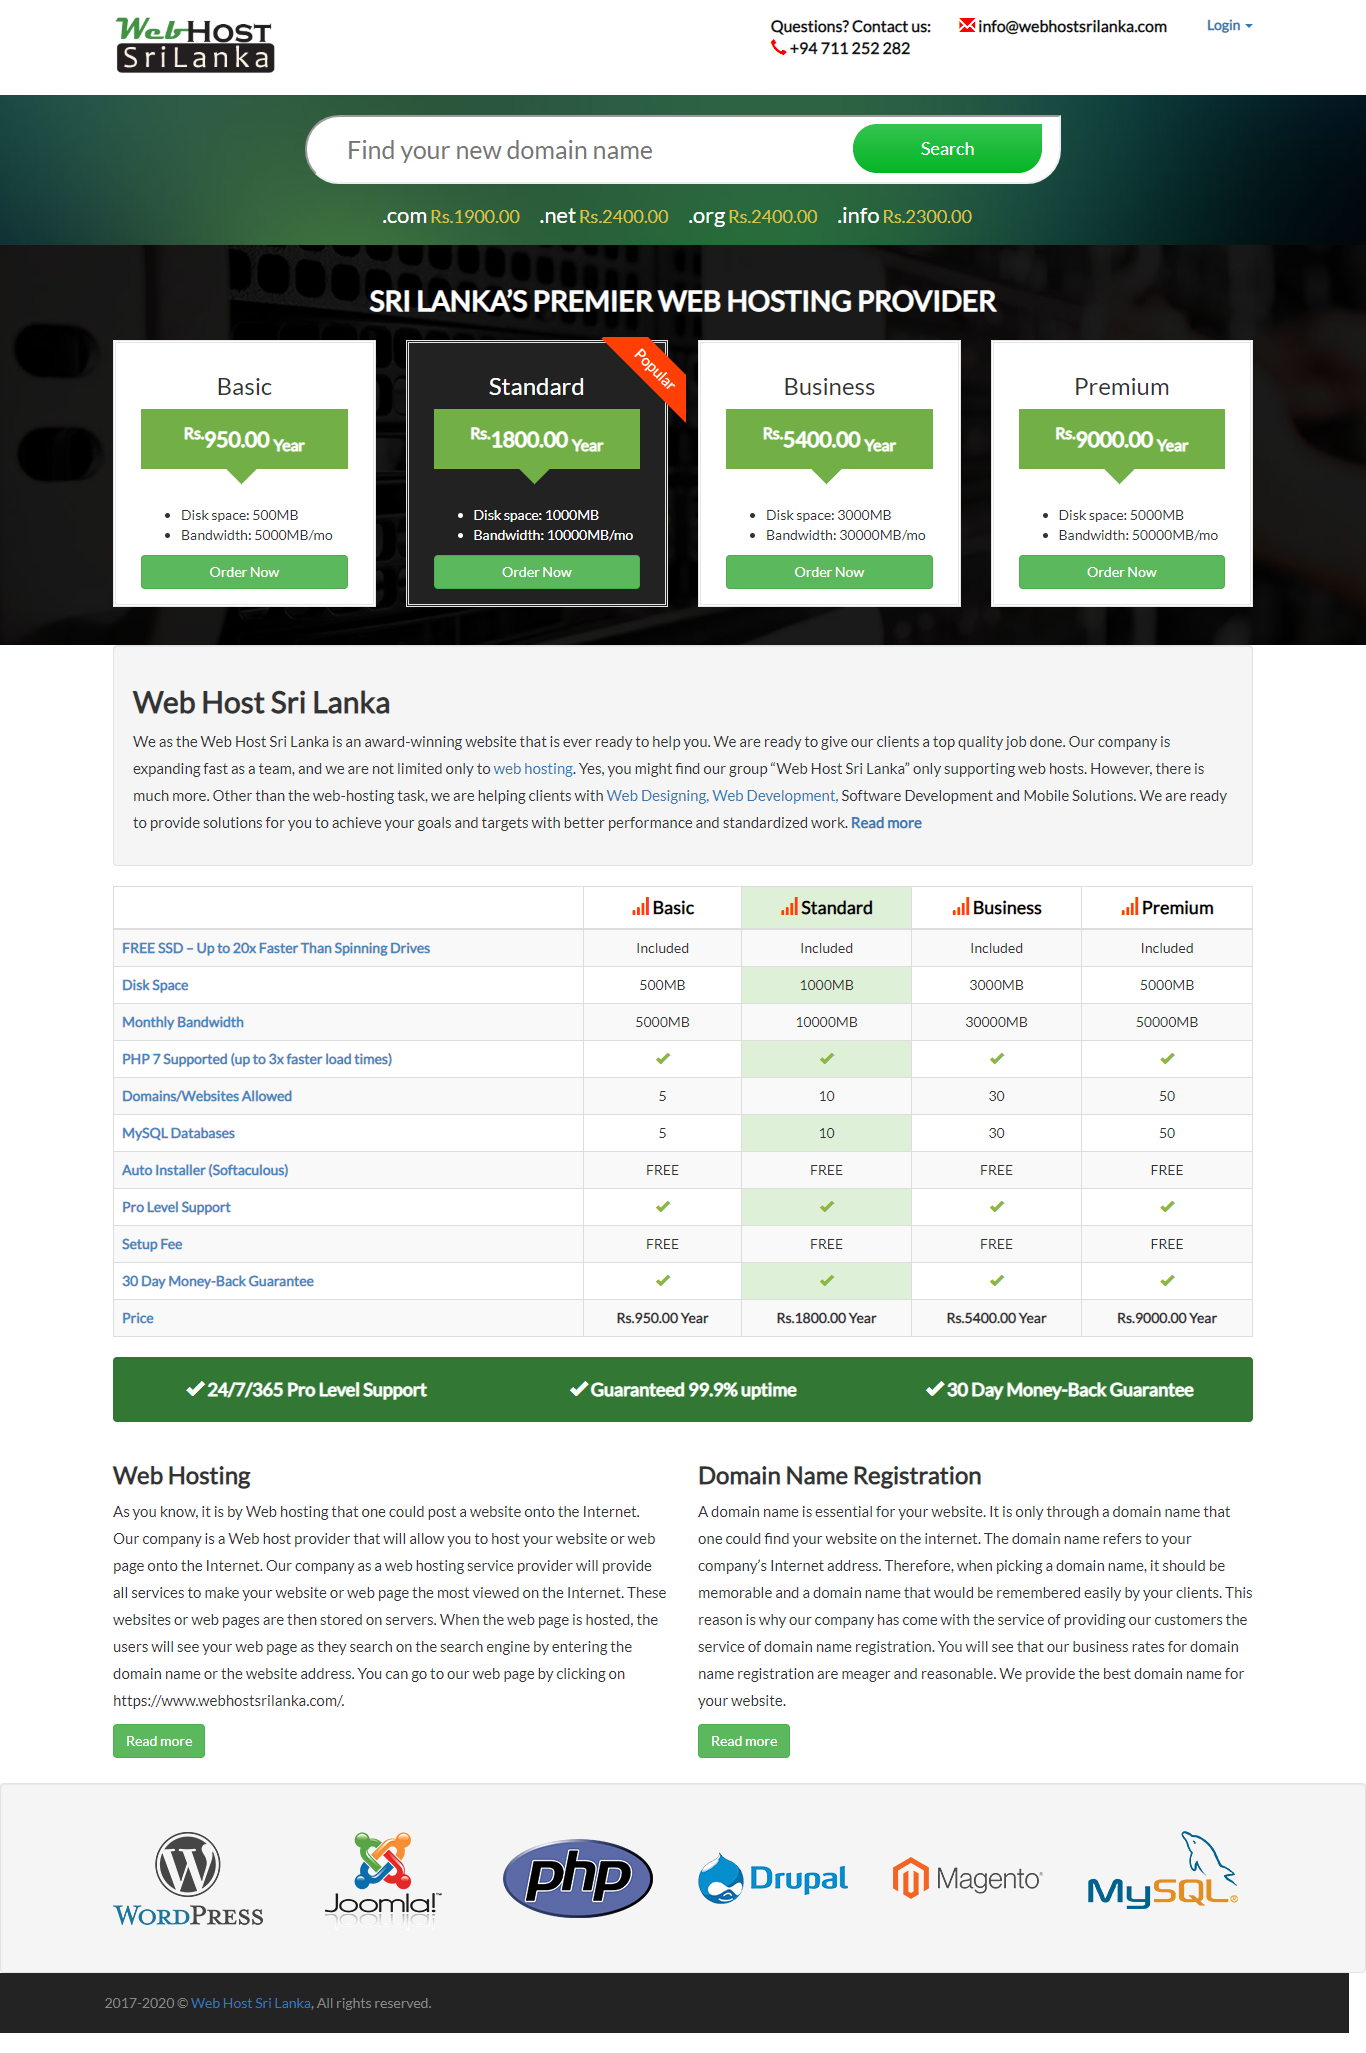 WebHost
SriLanka
Questions? Contact us:
info@webhostsrilanka.com
+94 711 252 282
Login
Find your new domain name
Search
.com Rs.1900.00 .net Rs.2400.00 .org Rs.2400.00 .info Rs.2300.00
SRI LANKA’S PREMIER WEB HOSTING PROVIDER
Basic
Rs.950.00 Year
Disk space: 500MB
Bandwidth: 5000MB/mo
Order Now
Popular
Standard
Rs.1800.00 Year
Disk space: 1000MB
Bandwidth: 10000MB/mo
Order Now
Business
Rs.5400.00 Year
Disk space: 3000MB
Bandwidth: 30000MB/mo
Order Now
Premium
Rs.9000.00 Year
Disk space: 5000MB
Bandwidth: 50000MB/mo
Order Now
Web Host Sri Lanka
We as the Web Host Sri Lanka is an award-winning website that is ever ready to help you. We are ready to give our clients a top quality job done. Our company is
expanding fast as a team, and we are not limited only to web hosting. Yes, you might find our group “Web Host Sri Lanka” only supporting web hosts. However, there is
much more. Other than the web-hosting task, we are helping clients with Web Designing, Web Development, Software Development and Mobile Solutions. We are ready
to provide solutions for you to achieve your goals and targets with better performance and standardized work. Read more
Basic Standard Business Premium
FREE SSD – Up to 20x Faster Than Spinning Drives Included Included Included Included
Disk Space 500MB 1000MB 3000MB 5000MB
Monthly Bandwidth 5000MB 10000MB 30000MB 50000MB
PHP 7 Supported (up to 3x faster load times)
Domains/Websites Allowed 5 10 30 50
MySQL Databases 5 10 30 50
Auto Installer (Softaculous) FREE FREE FREE FREE
Pro Level Support
Setup Fee FREE FREE FREE FREE
30 Day Money-Back Guarantee
Price Rs.950.00 Year Rs.1800.00 Year Rs.5400.00 Year Rs.9000.00 Year
24/7/365 Pro Level Support Guaranteed 99.9% uptime 30 Day Money-Back Guarantee
Web Hosting
As you know, it is by Web hosting that one could post a website onto the Internet.
Our company is a Web host provider that will allow you to host your website or web
page onto the Internet. Our company as a web hosting service provider will provide
all services to make your website or web page the most viewed on the Internet. These
websites or web pages are then stored on servers. When the web page is hosted, the
users will see your web page as they search on the search engine by entering the
domain name or the website address. You can go to our web page by clicking on
https://www.webhostsrilanka.com/.
Read more
Domain Name Registration
A domain name is essential for your website. It is only through a domain name that
one could find your website on the internet. The domain name refers to your
company’s Internet address. Therefore, when picking a domain name, it should be
memorable and a domain name that would be remembered easily by your clients. This
reason is why our company has come with the service of providing our customers the
service of domain name registration. You will see that our business rates for domain
name registration are meager and reasonable. We provide the best domain name for
your website.
Read more
WORDPRESS
Joomla!™
php
Drupal
Magento®
MySQL®
2017-2020 © Web Host Sri Lanka, All rights reserved.